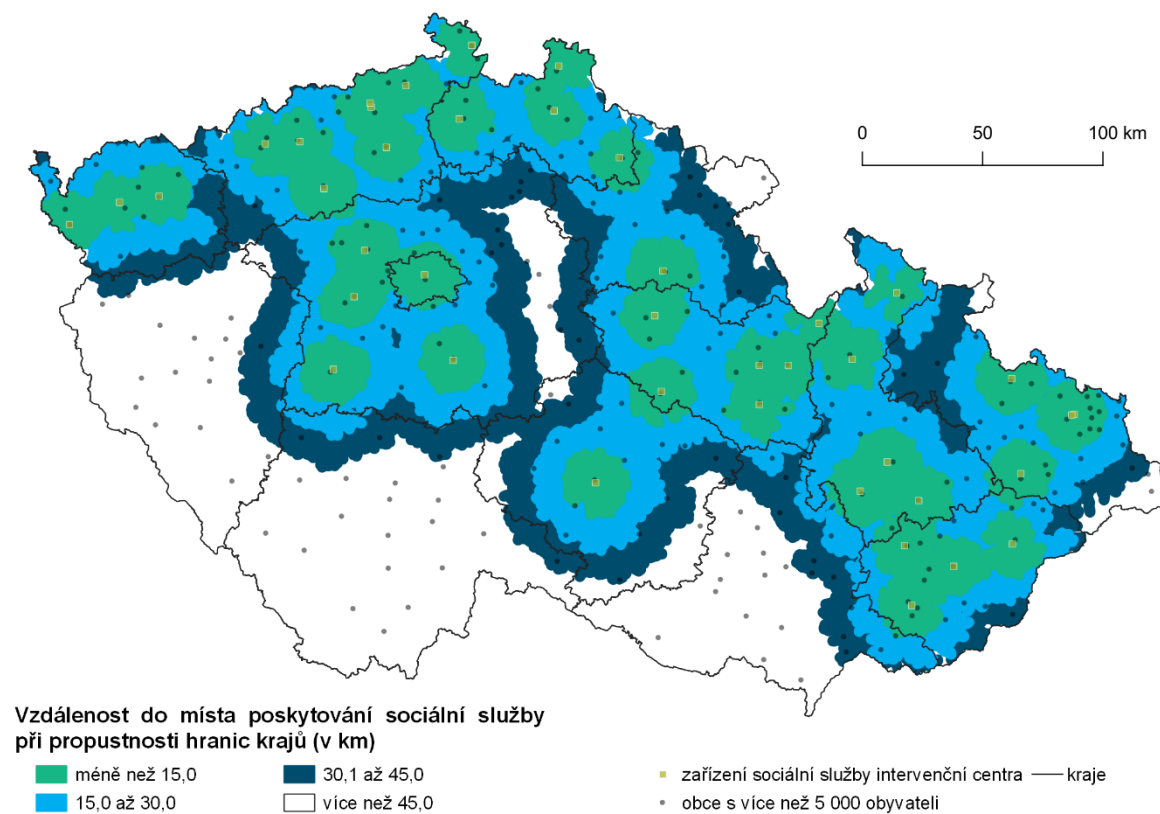 0 50 100 km
Vzdálenost do místa poskytování sociální služby
při propustnosti hranic krajů (v km)
méně než 15,0
30,1 až 45,0
zařízení sociální služby intervenční centra
kraje
15,0 až 30,0
více než 45,0
obce s více než 5 000 obyvateli